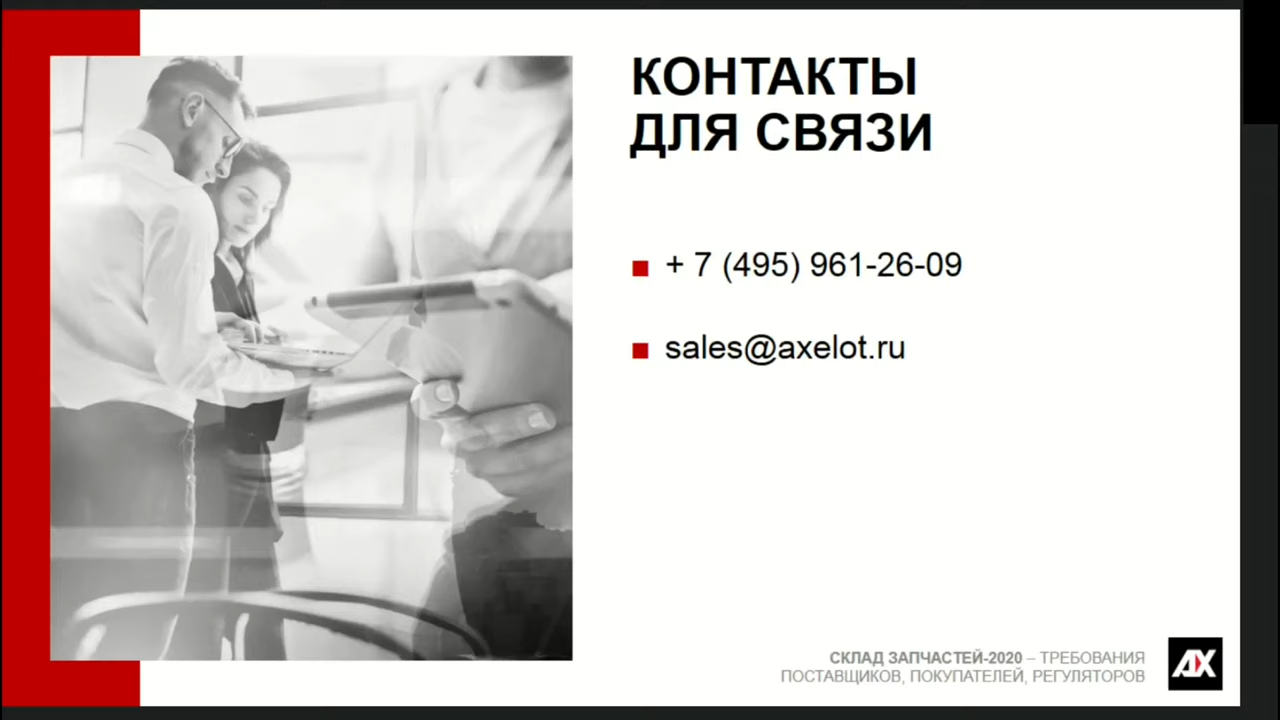 КОНТАКТЫ
ДЛЯ СВЯЗИ
+ 7 (495) 961-26-09
sales@axelot.ru
СКЛАД ЗАПЧАСТЕЙ-2020 – ТРЕБОВАНИЯ
ПОСТАВЩИКОВ, ПОКУПАТЕЛЕЙ, РЕГУЛЯТОРОВ
AX